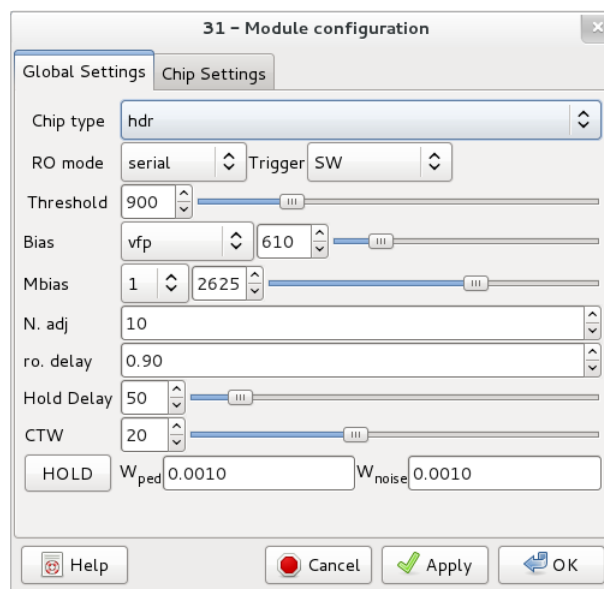 31 – Module configuration
Global Settings Chip Settings
Chip type hdr
RO mode serial Trigger SW
Threshold 900
Bias vfp 610
Mbias 1 2625
N. adj 10
ro. delay 0.90
Hold Delay 50
CTW 20
HOLD Wped 0.0010 Wnoise 0.0010
Help Cancel Apply OK